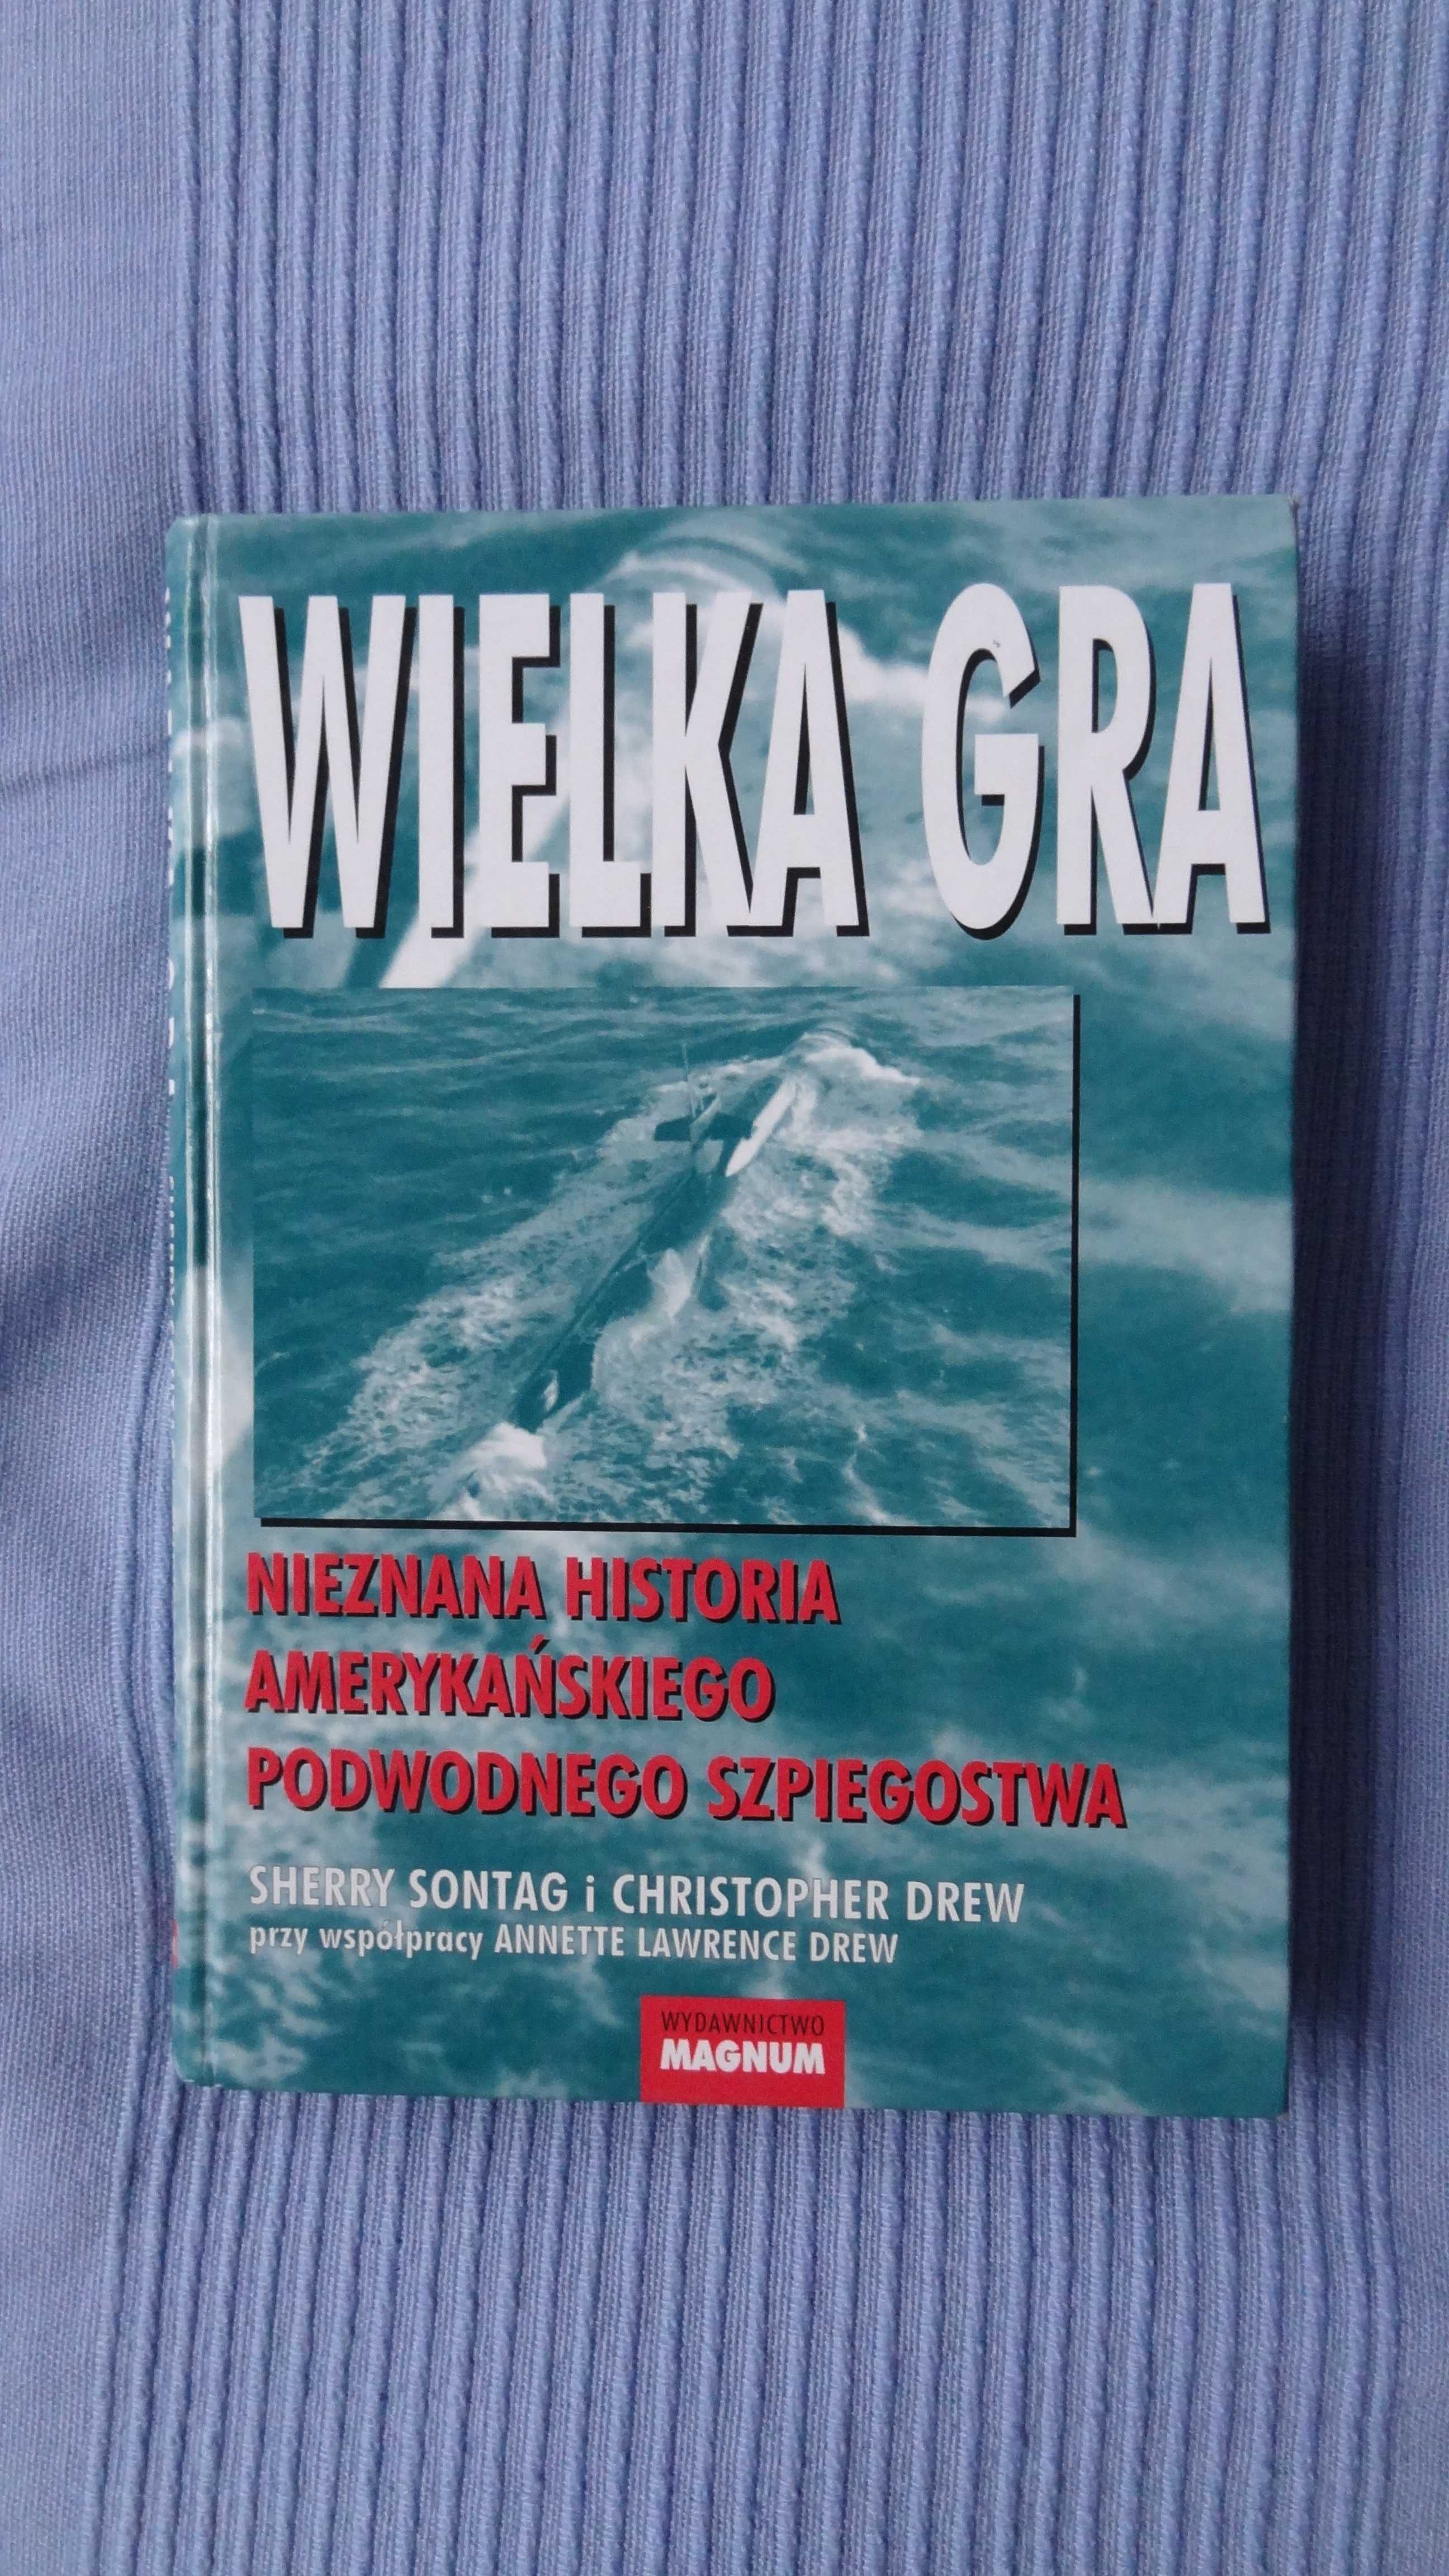 WIELKA GRA
NIEZNANA HISTORIA
AMERYKAŃSKIEGO
PODWODNEGO SZPIEGOSTWA
SHERRY SONTAG i CHRISTOPHER DREW
przy współpracy ANNETTE LAWRENCE DREW
WYDAWNICTWO
MAGNUM